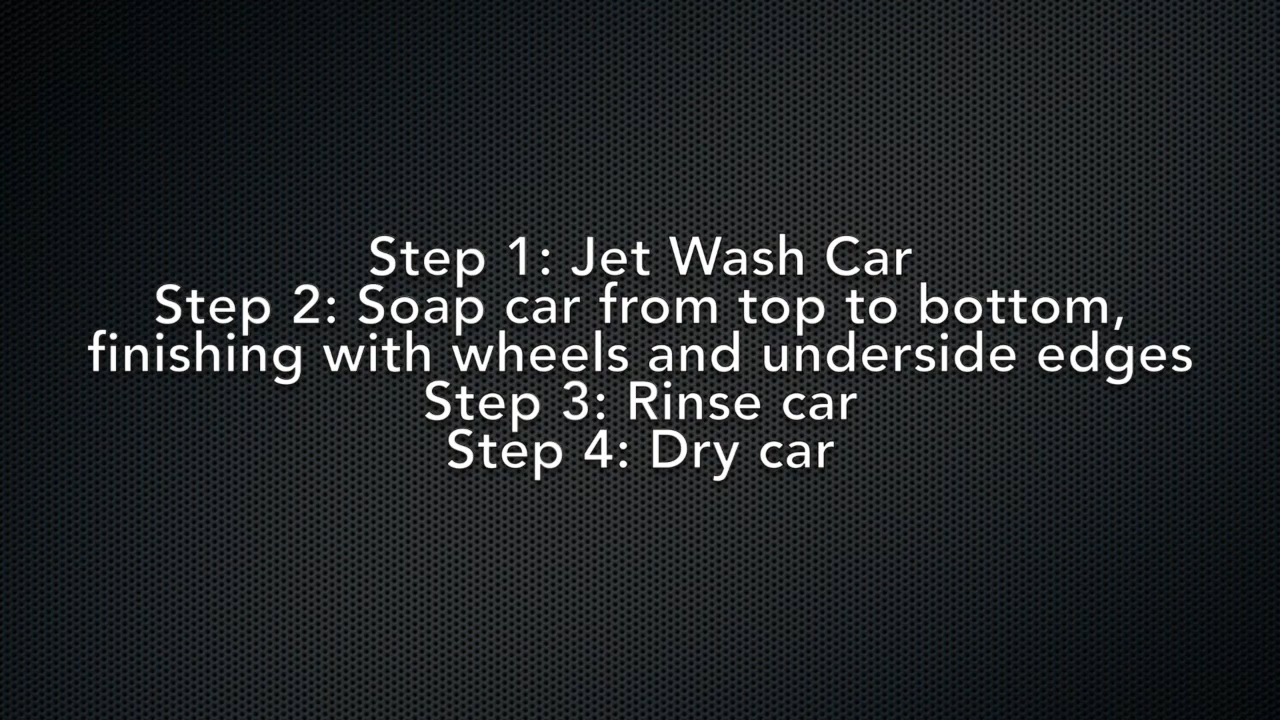 Step 1: Jet Wash Car
Step 2: Soap car from top to bottom,
finishing with wheels and underside edges
Step 3: Rinse car
Step 4: Dry car